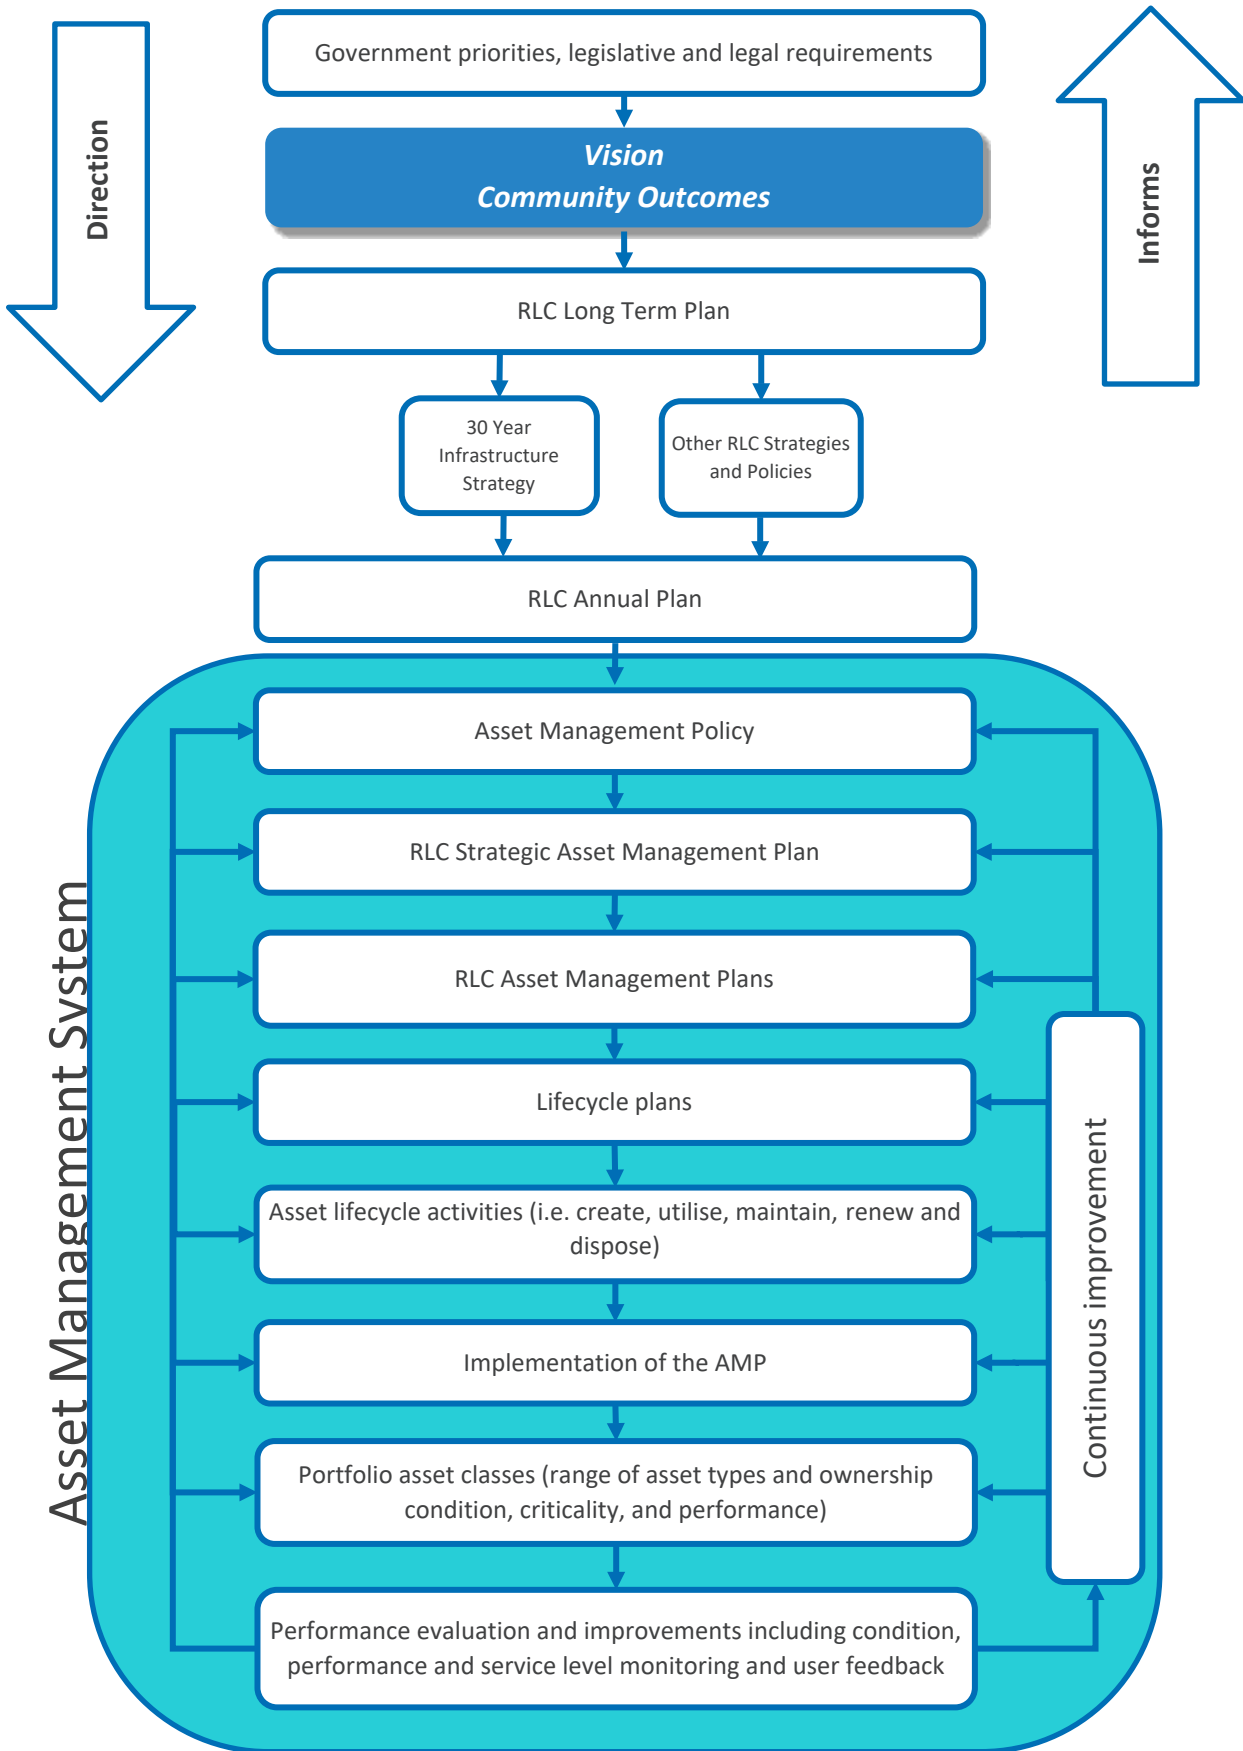 Government priorities, legislative and legal requirements
Direction
Informs
Vision
Community Outcomes
RLC Long Term Plan
30 Year
Infrastructure
Strategy
Other RLC Strategies
and Policies
RLC Annual Plan
Asset Management System
Asset Management Policy
RLC Strategic Asset Management Plan
RLC Asset Management Plans
Lifecycle plans
Asset lifecycle activities (i.e. create, utilise, maintain, renew and
dispose)
Implementation of the AMP
Portfolio asset classes (range of asset types and ownership
condition, criticality, and performance)
Performance evaluation and improvements including condition,
performance and service level monitoring and user feedback
Continuous improvement